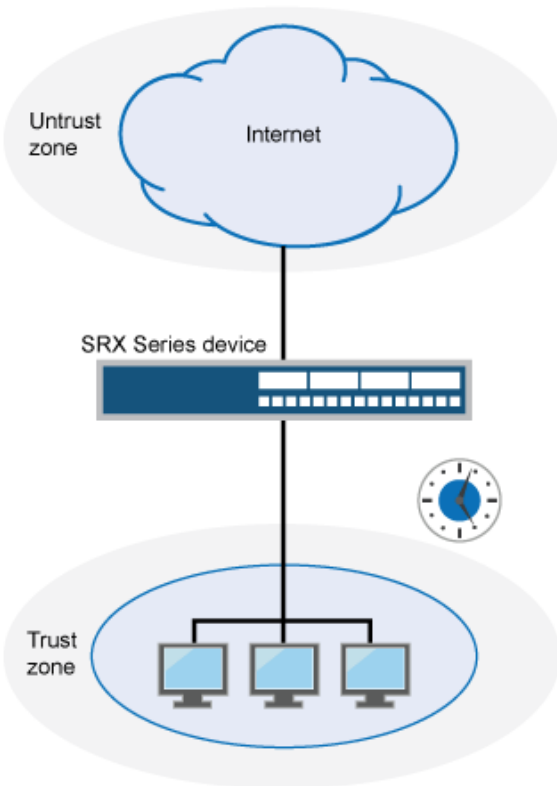 Untrust
zone
Internet
SRX Series device
Trust
zone